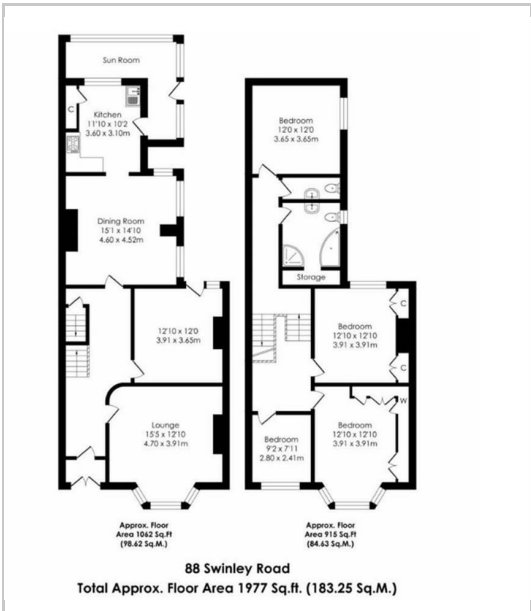 Sun Room
C
Kitchen
11'10 x 10'2
3.60 x 3.10m
Dining Room
15'1 x 14'10
4.60 x 4.52m
12'10 x 12'0
3.91 x 3.65m
Lounge
15'5 x 12'10
4.70 x 3.91m
Approx. Floor
Area 1062 Sq.Ft
(98.62 Sq.M.)
Bedroom
12'0 x 12'0
3.65 x 3.65m
Storage
C
Bedroom
12'10 x 12'10
3.91 x 3.91m
C
W
Bedroom
12'10 x 12'10
3.91 x 3.91m
Bedroom
9'2 x 7'11
2.80 x 2.41m
Approx. Floor
Area 915 Sq.Ft
(84.63 Sq.M.)
88 Swinley Road
Total Approx. Floor Area 1977 Sq.ft. (183.25 Sq.M.)